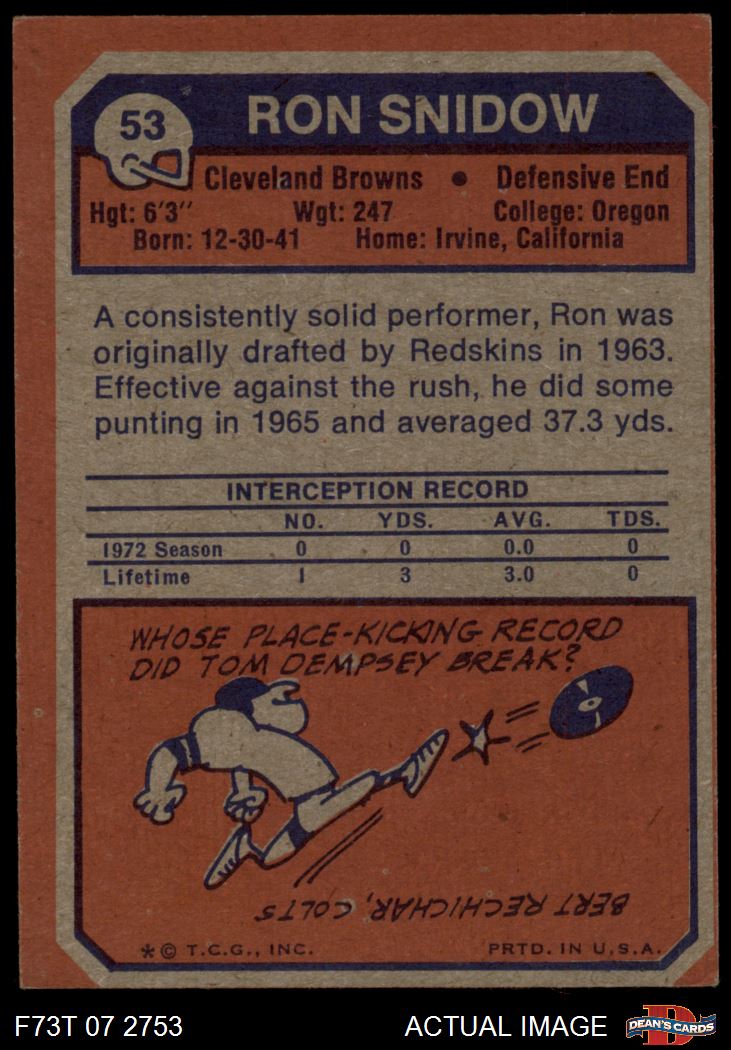 53
RON SNIDOW
Cleveland Browns • Defensive End
Hgt: 6'3" Wgt: 247 College: Oregon
Born: 12-30-41 Home: Irvine, California
A consistently solid performer, Ron was
originally drafted by Redskins in 1963.
Effective against the rush, he did some
punting in 1965 and averaged 37.3 yds.
INTERCEPTION RECORD
NO. YDS. AVG. TDS.
1972 Season 0 0 0.0 0
Lifetime 1 3 3.0 0
WHOSE PLACE-KICKING RECORD
DID TOM DEMPSEY BREAK?
BERT RECHICHAR, COLTS
*© T.C.G., INC. PRTD. IN U.S.A.
F73T 07 2753 ACTUAL IMAGE
DEAN'S CARDS